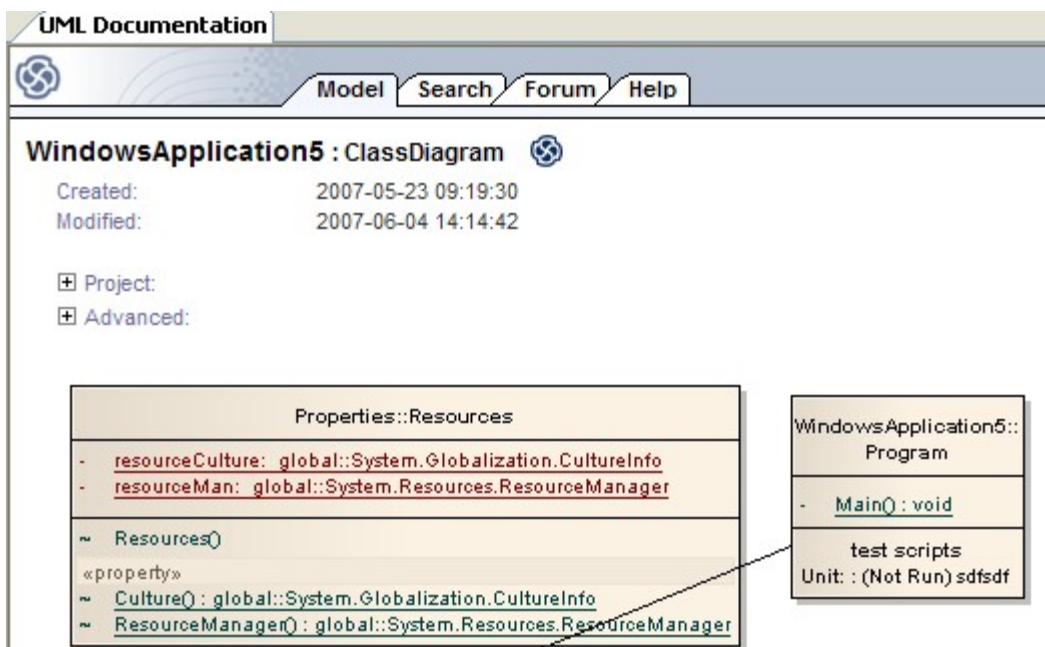 UML Documentation
Model Search Forum Help
WindowsApplication5 : ClassDiagram
Created: 2007-05-23 09:19:30
Modified: 2007-06-04 14:14:42
Project:
Advanced:
Properties::Resources
- resourceCulture: global::System.Globalization.CultureInfo
- resourceMan: global::System.Resources.ResourceManager
~ Resources()
«property»
~ Culture() : global::System.Globalization.CultureInfo
~ ResourceManager() : global::System.Resources.ResourceManager
WindowsApplication5::
Program
- Main() : void
test scripts
Unit: : (Not Run) sdfsdf